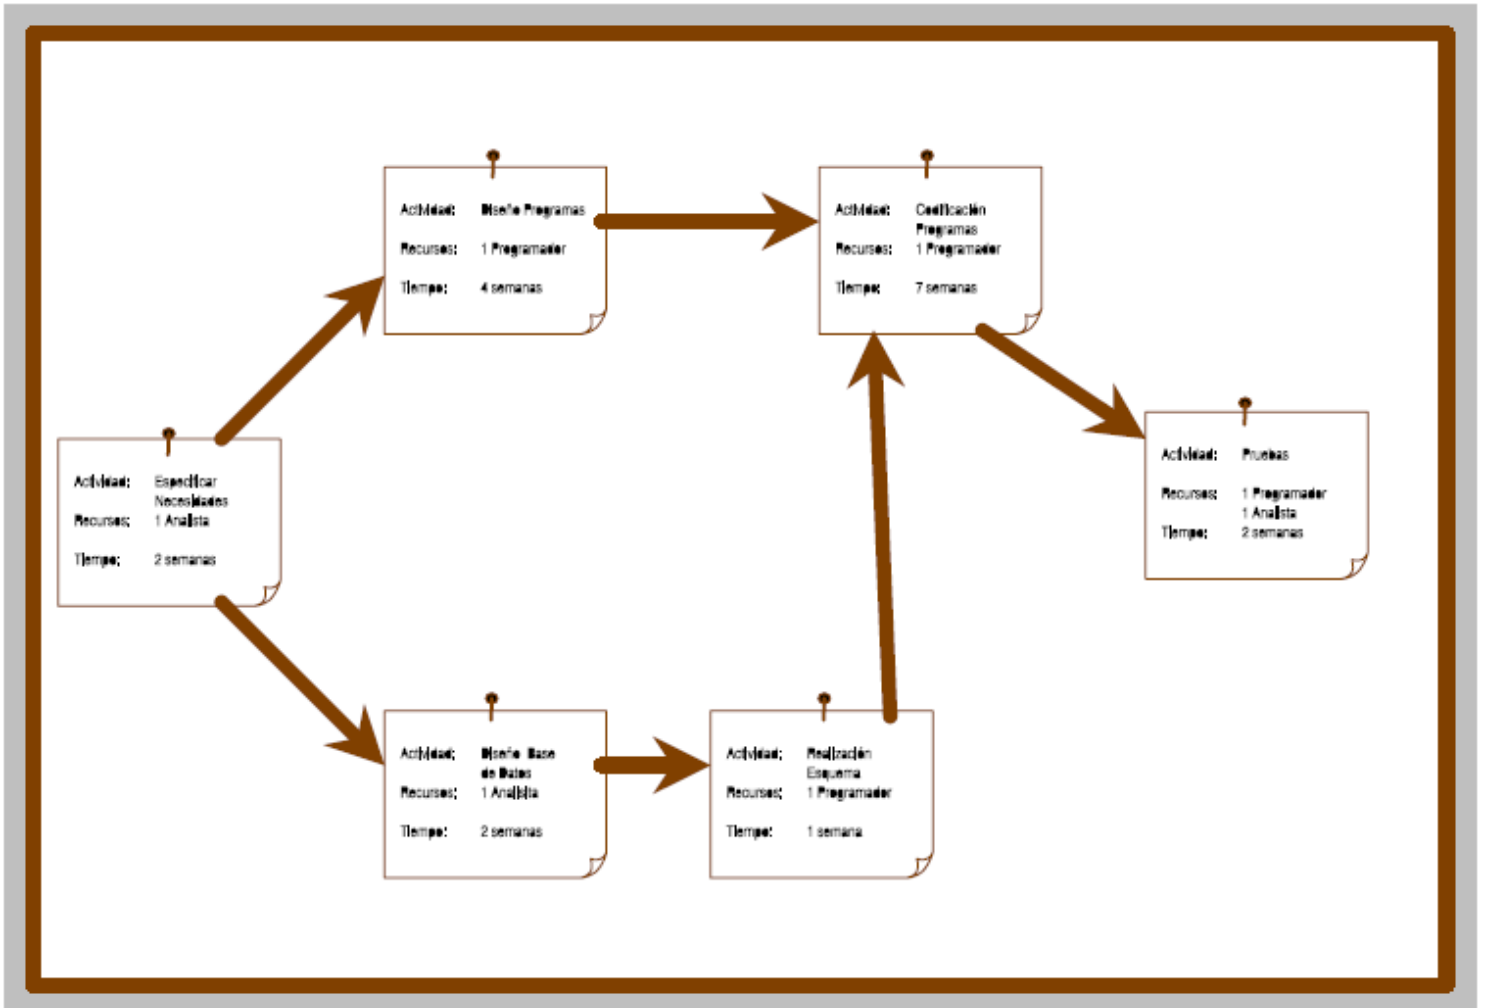 Actividad: Diseño Programas
Recursos: 1 Programador
Tiempo: 4 semanas
Actividad: Codificación
Programas
Recursos: 1 Programador
Tiempo: 7 semanas
Actividad: Especificar
Necesidades
Recursos: 1 Analista
Tiempo: 2 semanas
Actividad: Pruebas
Recursos: 1 Programador
1 Analista
Tiempo: 2 semanas
Actividad: Diseño Base
de Datos
Recursos: 1 Analisita
Tiempo: 2 semanas
Actividad: Realización
Esquema
Recursos: 1 Programador
Tiempo: 1 semana